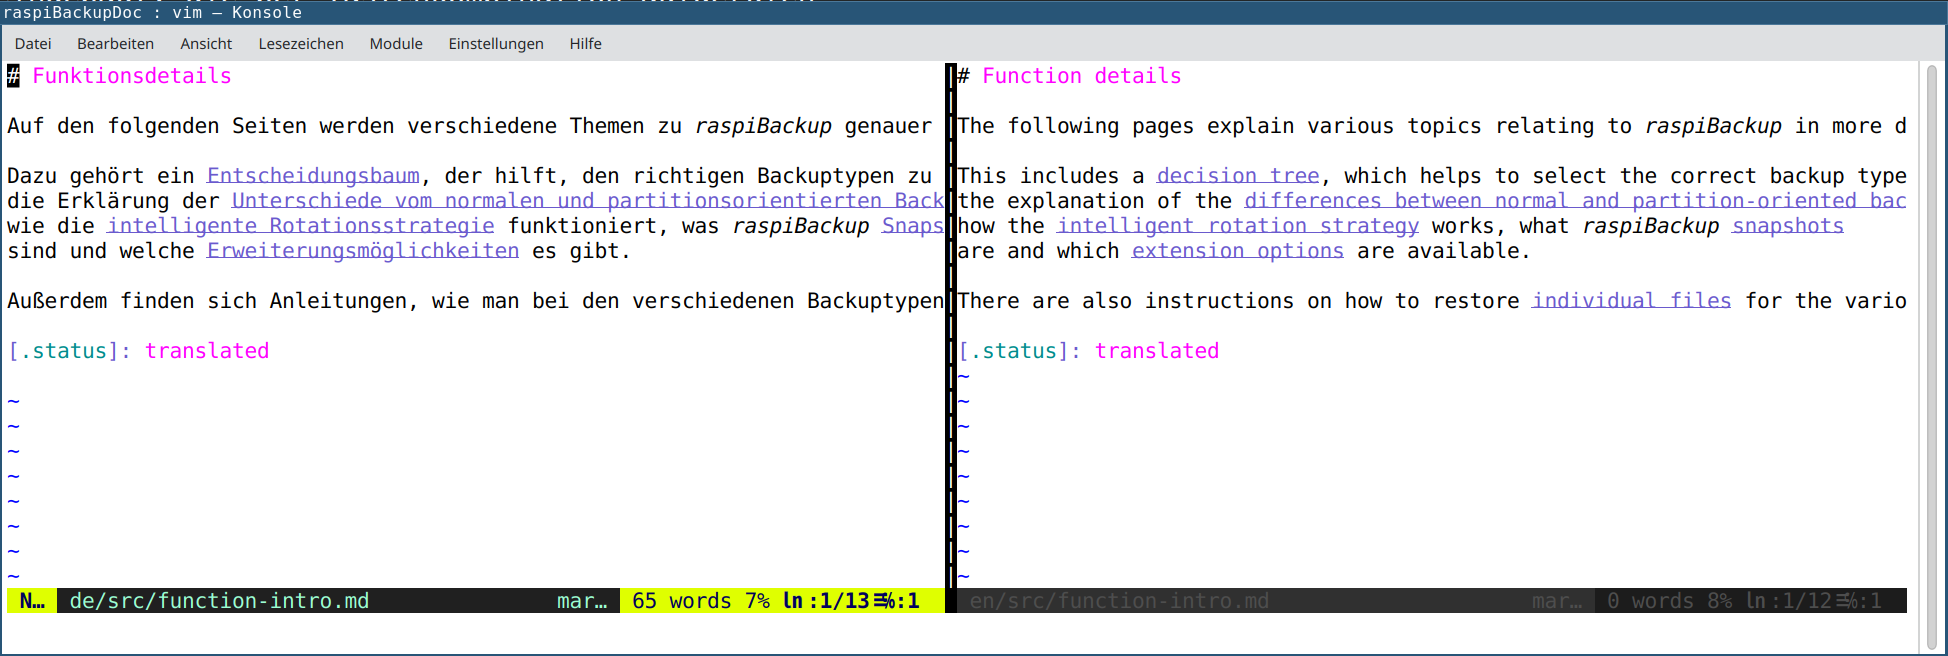 raspiBackupDoc : vim — Konsole
Datei Bearbeiten Ansicht Lesezeichen Module Einstellungen Hilfe
# Funktionsdetails
Auf den folgenden Seiten werden verschiedene Themen zu raspiBackup genauer
Dazu gehört ein Entscheidungsbaum, der hilft, den richtigen Backuptypen zu
die Erklärung der Unterschiede vom normalen und partitionsorientierten Back
wie die intelligente Rotationsstrategie funktioniert, was raspiBackup Snaps
sind und welche Erweiterungsmöglichkeiten es gibt.
Außerdem finden sich Anleitungen, wie man bei den verschiedenen Backuptypen
[.status]: translated
~
~
~
~
~
~
~
~
N… de/src/function-intro.md mar… 65 words 7% ln:1/13☰℅:1
# Function details
The following pages explain various topics relating to raspiBackup in more d
This includes a decision tree, which helps to select the correct backup type
the explanation of the differences between normal and partition-oriented bac
how the intelligent rotation strategy works, what raspiBackup snapshots
are and which extension options are available.
There are also instructions on how to restore individual files for the vario
[.status]: translated
~
~
~
~
~
~
~
~
~
en/src/function-intro.md mar… 0 words 8% ln:1/12☰℅:1